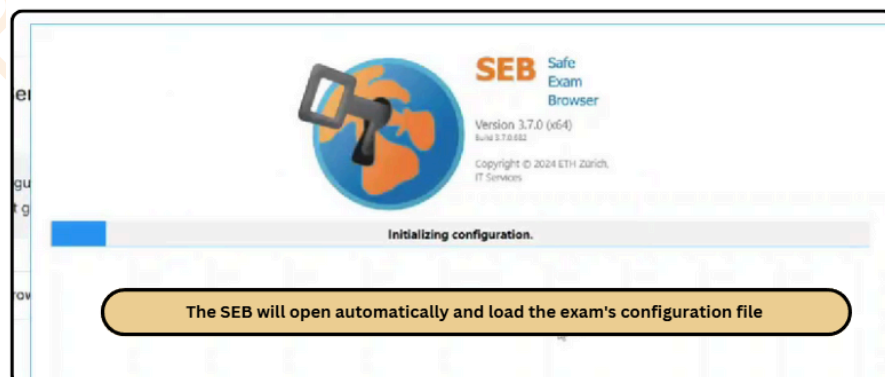 SEB Safe
Exam
Browser
Version 3.7.0 (x64)
Build 3.7.0.682
Copyright © 2024 ETH Zürich,
IT Services
Initializing configuration.
The SEB will open automatically and load the exam's configuration file